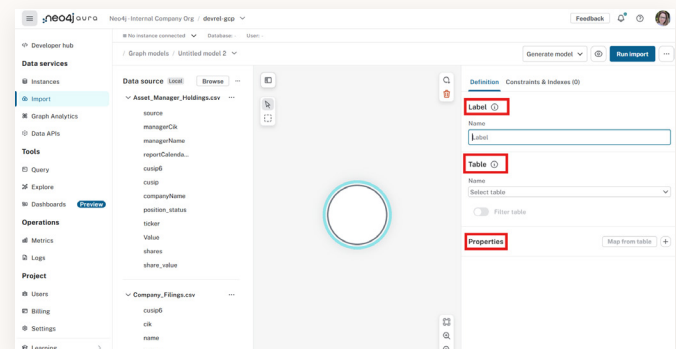 neo4j aura
Neo4j - Internal Company Org / devrel-gcp
Feedback
No instance connected
Database:
User:
Developer hub
/ Graph models / Untitled model 2
Generate model
Run import
Data services
Instances
Import
Graph Analytics
Data APIs
Tools
Query
Explore
Dashboards
Preview
Operations
Metrics
Logs
Project
Users
Billing
Settings
Learning
Data source
Local
Browse
Asset_Manager_Holdings.csv
source
managerCik
managerName
reportCalenda...
cusip6
cusip
companyName
position_status
ticker
Value
shares
share_value
Company_Filings.csv
cusip6
cik
name
Definition
Constraints & Indexes (0)
Label
Name
Label
Table
Name
Select table
Filter table
Properties
Map from table